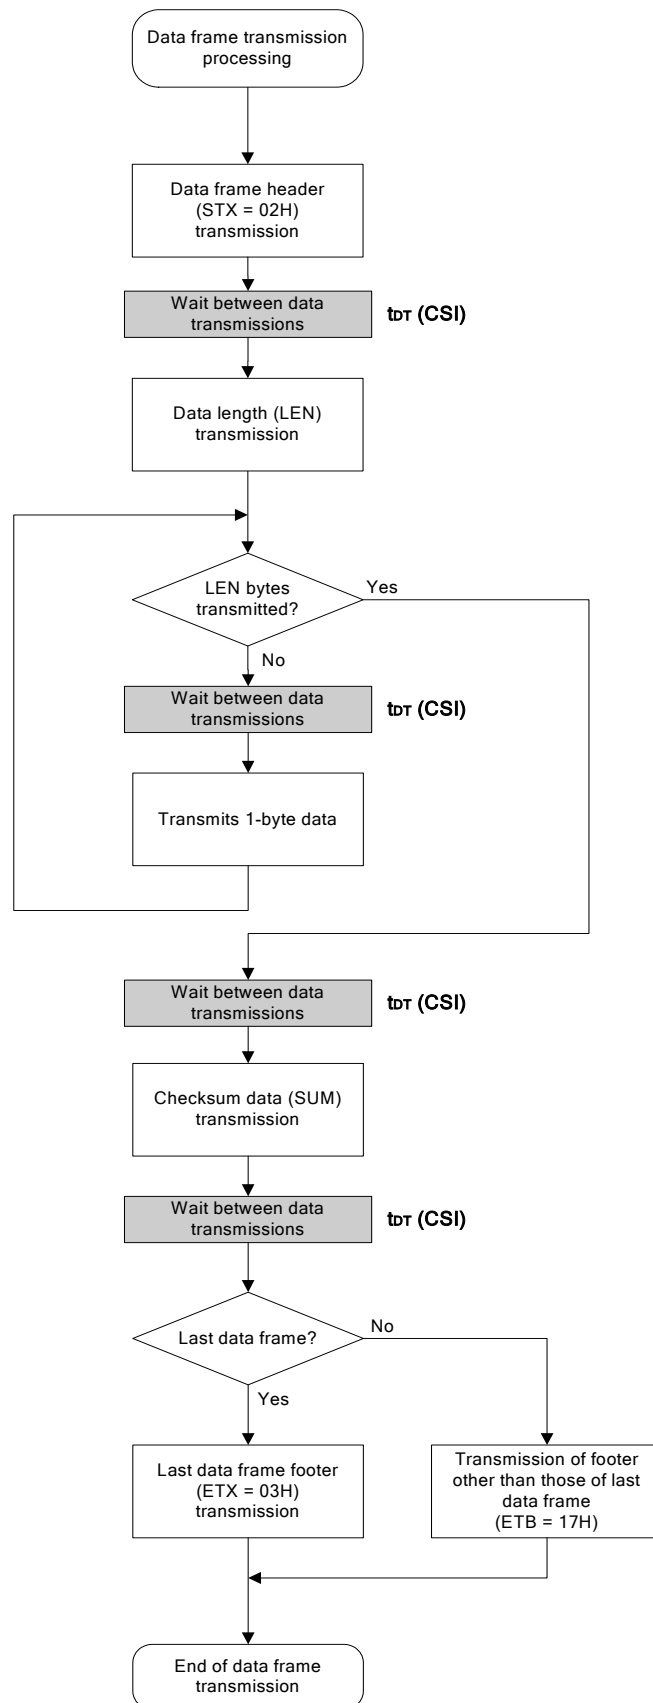 Data frame transmission
processing
Data frame header
(STX = 02H)
transmission
Wait between data
transmissions
tDT (CSI)
Data length (LEN)
transmission
LEN bytes
transmitted?
Yes
No
Wait between data
transmissions
tDT (CSI)
Transmits 1-byte data
Wait between data
transmissions
tDT (CSI)
Checksum data (SUM)
transmission
Wait between data
transmissions
tDT (CSI)
Last data frame?
No
Yes
Last data frame footer
(ETX = 03H)
transmission
Transmission of footer
other than those of last
data frame
(ETB = 17H)
End of data frame
transmission